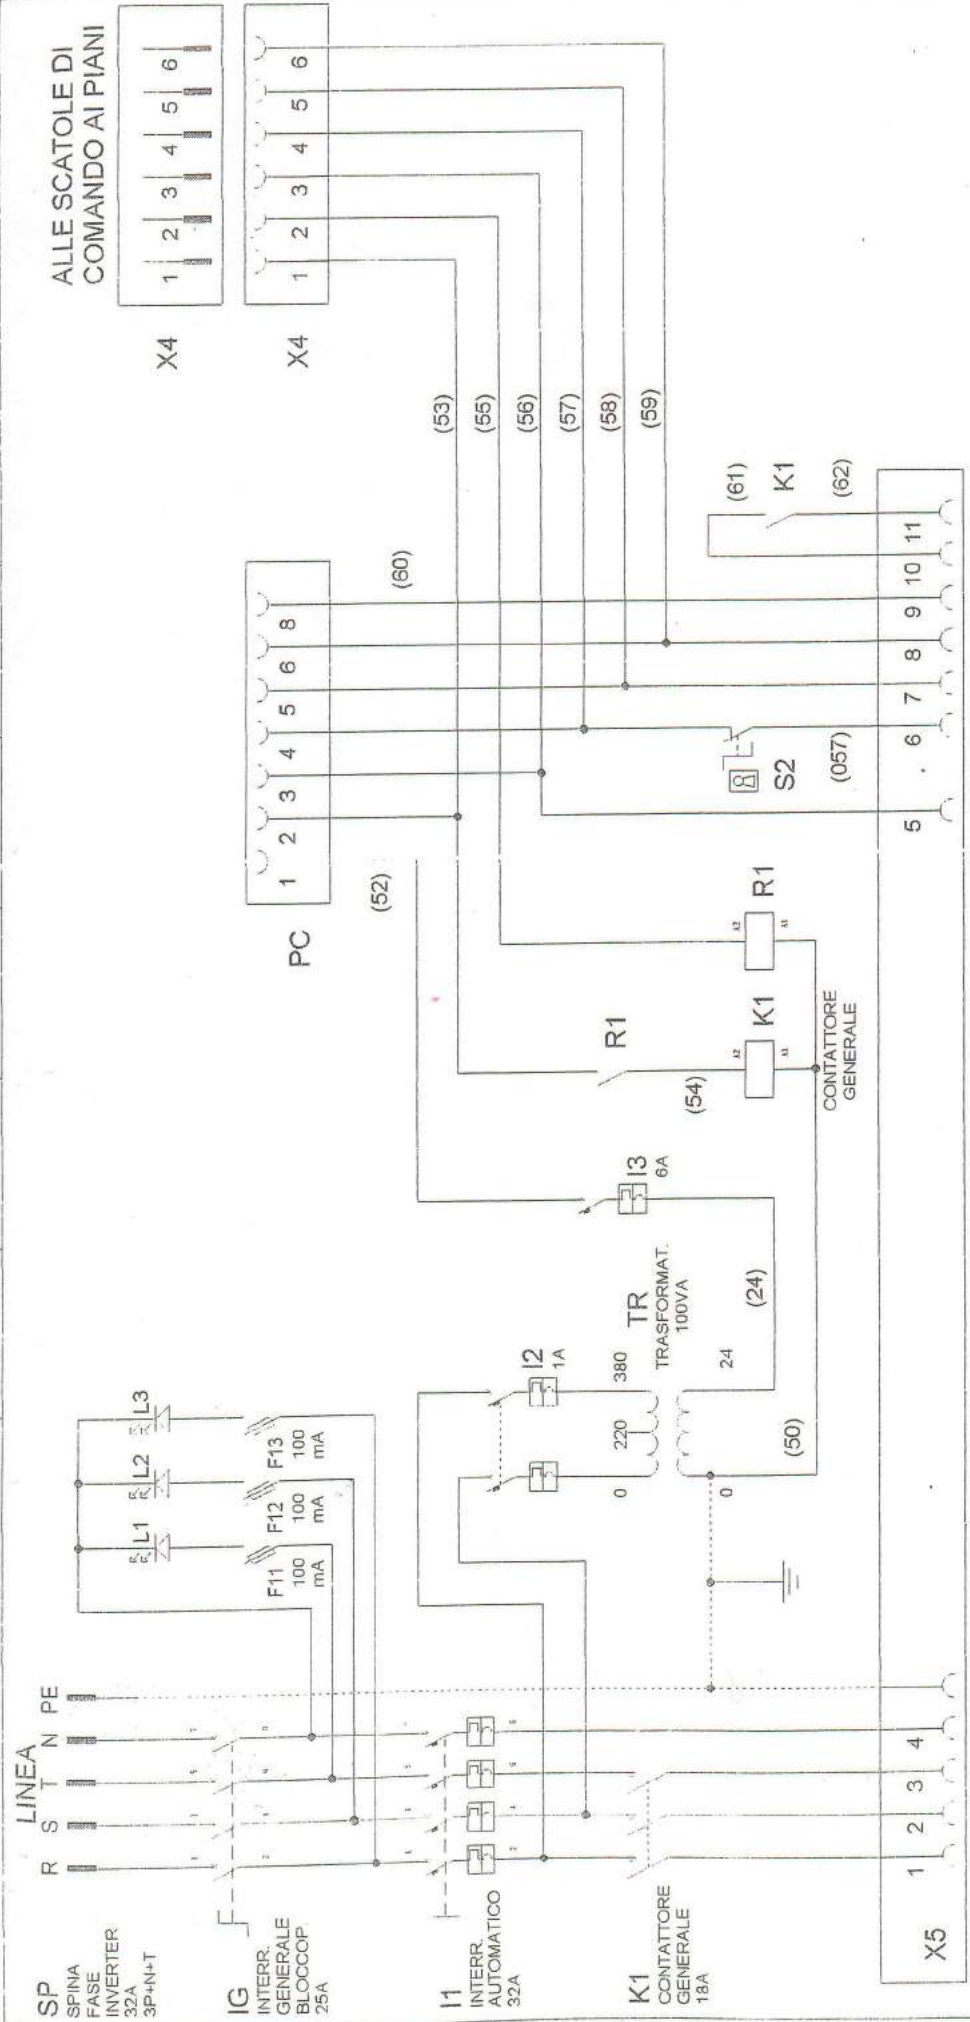 ALLE SCATOLE DI
COMANDO AI PIANI
X4
1 2 3 4 5 6
X4
1 2 3 4 5 6
LINEA
R S T N PE
SP
SPINA
FASE
INVERTER
32A
3P+N+T
L1
L2
L3
F11
100
mA
F12
100
mA
F13
100
mA
IG
INTERR.
GENERALE
BLOCCOP.
25A
PC
1 2 3 4 5 6 8
(52)
(60)
(53)
(55)
(56)
(57)
(58)
(59)
I1
INTERR.
AUTOMATICO
32A
I2
1A
0 220 380
TR
TRASFORMAT.
100VA
0 24
I3
6A
(24)
(50)
R1
(54)
A2
K1
A1
A2
R1
A1
CONTATTORE
GENERALE
S2
(057)
(61)
K1
(62)
K1
CONTATTORE
GENERALE
18A
X5
1 2 3 4 5 6 7 8 9 10 11